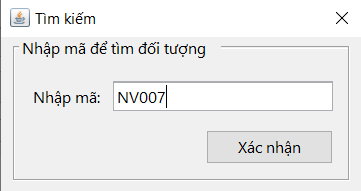 Tìm kiếm
Nhập mã để tìm đối tượng
Nhập mã: NV007
Xác nhận